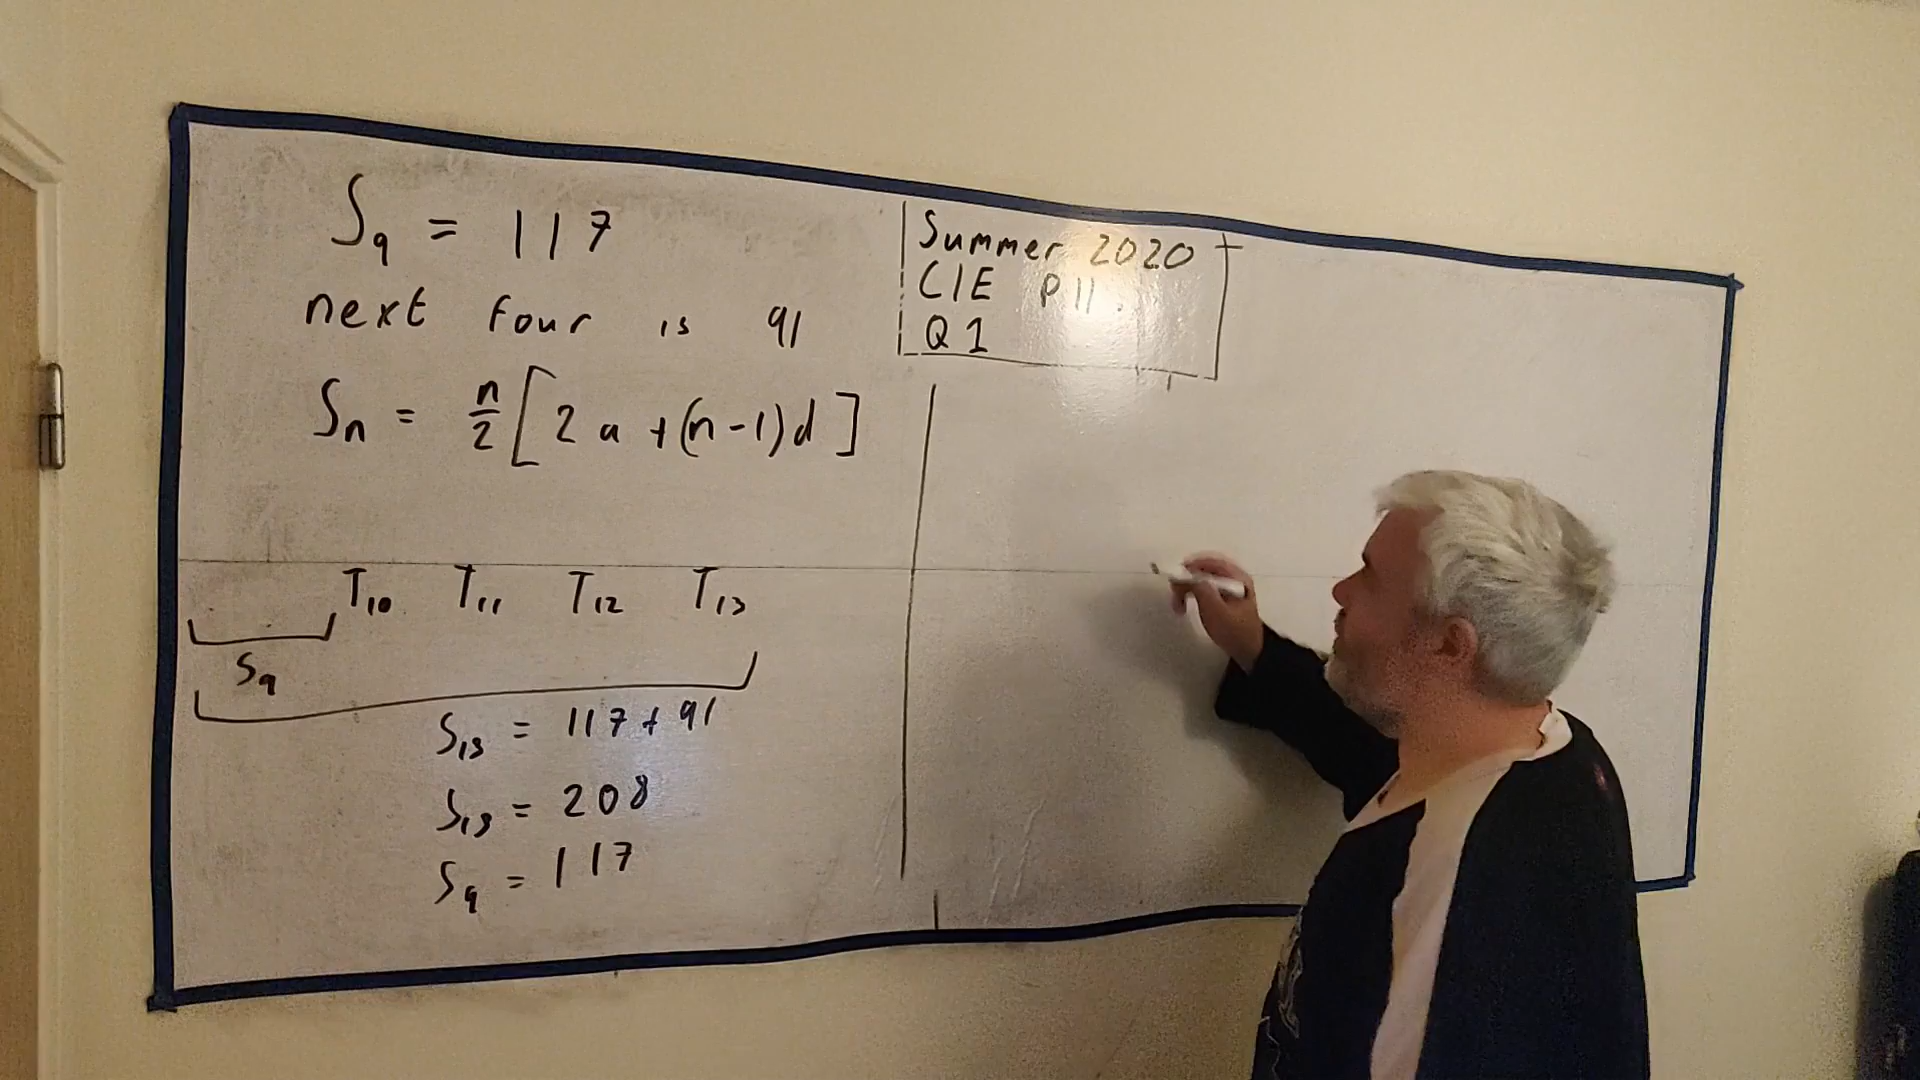 S₉ = 117
next four is 91
Sₙ = n/2 [2a + (n-1)d]
T₁₀ T₁₁ T₁₂ T₁₃
S₉
S₁₃ = 117 + 91
S₁₃ = 208
S₉ = 117
Summer 2020
CIE P11.
Q1